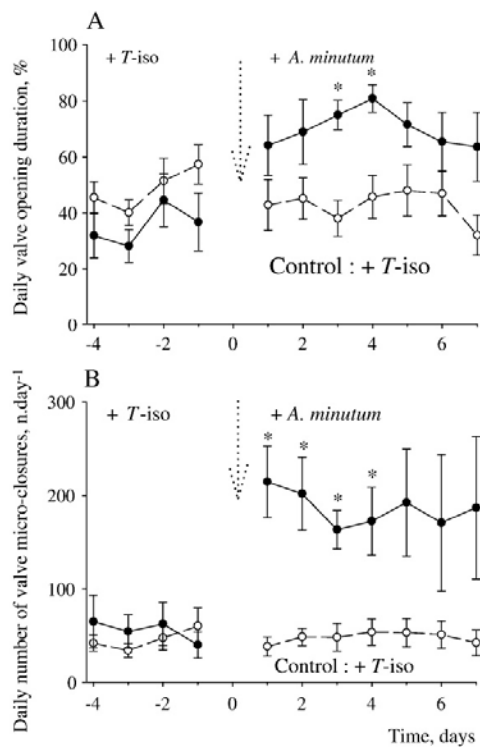 A
+ T-iso
+ A. minutum
* *
Daily valve opening duration, %
100
80
60
40
20
0
Control : + T-iso
-4 -2 0 2 4 6
B
+ T-iso
+ A. minutum
* * * *
Daily number of valve micro-closures, n.day-1
300
200
100
0
Control : + T-iso
-4 -2 0 2 4 6
Time, days